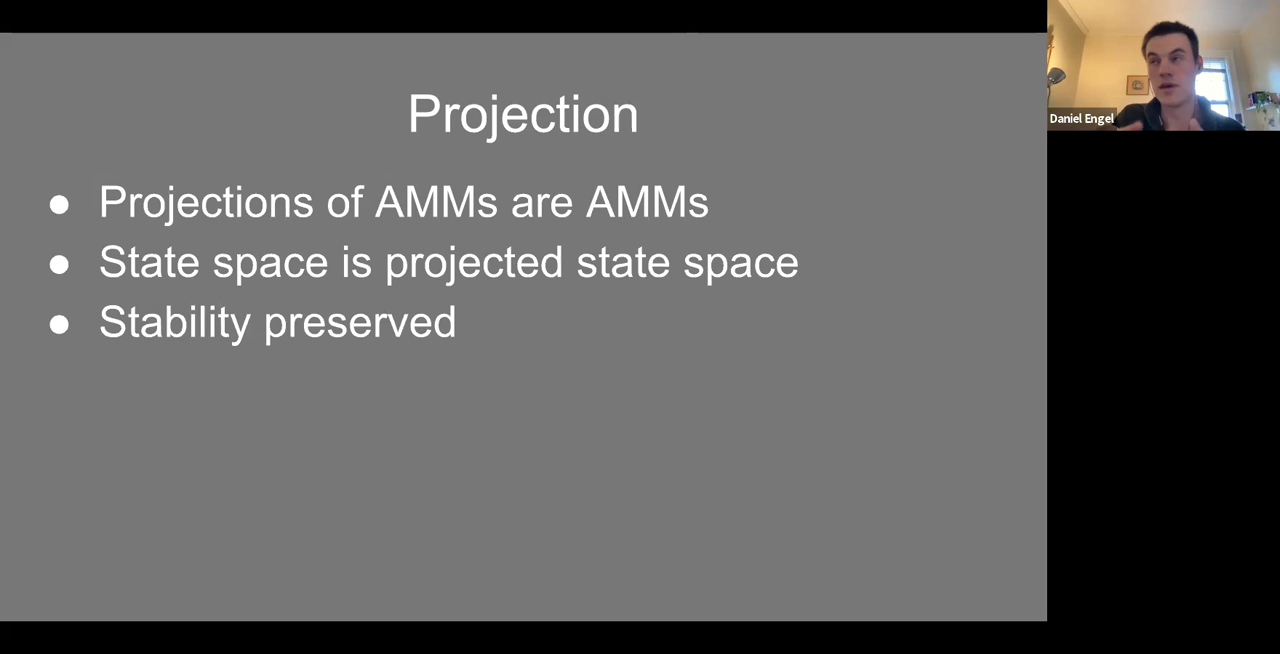 Projection
● Projections of AMMs are AMMs
● State space is projected state space
● Stability preserved
Daniel Engel